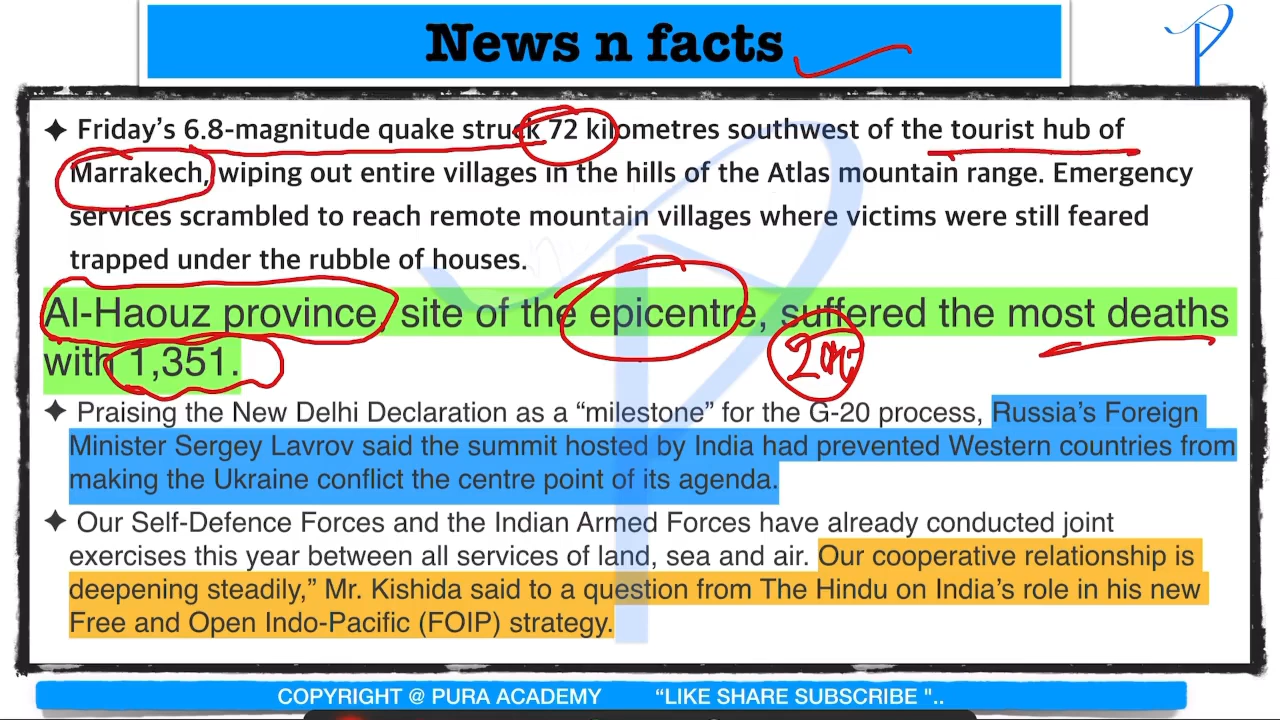 News n facts
✦ Friday's 6.8-magnitude quake struck 72 kilometres southwest of the tourist hub of
Marrakech, wiping out entire villages in the hills of the Atlas mountain range. Emergency
services scrambled to reach remote mountain villages where victims were still feared
trapped under the rubble of houses.
Al-Haouz province, site of the epicentre, suffered the most deaths
with 1,351.
✦ Praising the New Delhi Declaration as a “milestone” for the G-20 process, Russia's Foreign
Minister Sergey Lavrov said the summit hosted by India had prevented Western countries from
making the Ukraine conflict the centre point of its agenda.
✦ Our Self-Defence Forces and the Indian Armed Forces have already conducted joint
exercises this year between all services of land, sea and air. Our cooperative relationship is
deepening steadily,” Mr. Kishida said to a question from The Hindu on India's role in his new
Free and Open Indo-Pacific (FOIP) strategy.
COPYRIGHT @ PURA ACADEMY “LIKE SHARE SUBSCRIBE "..